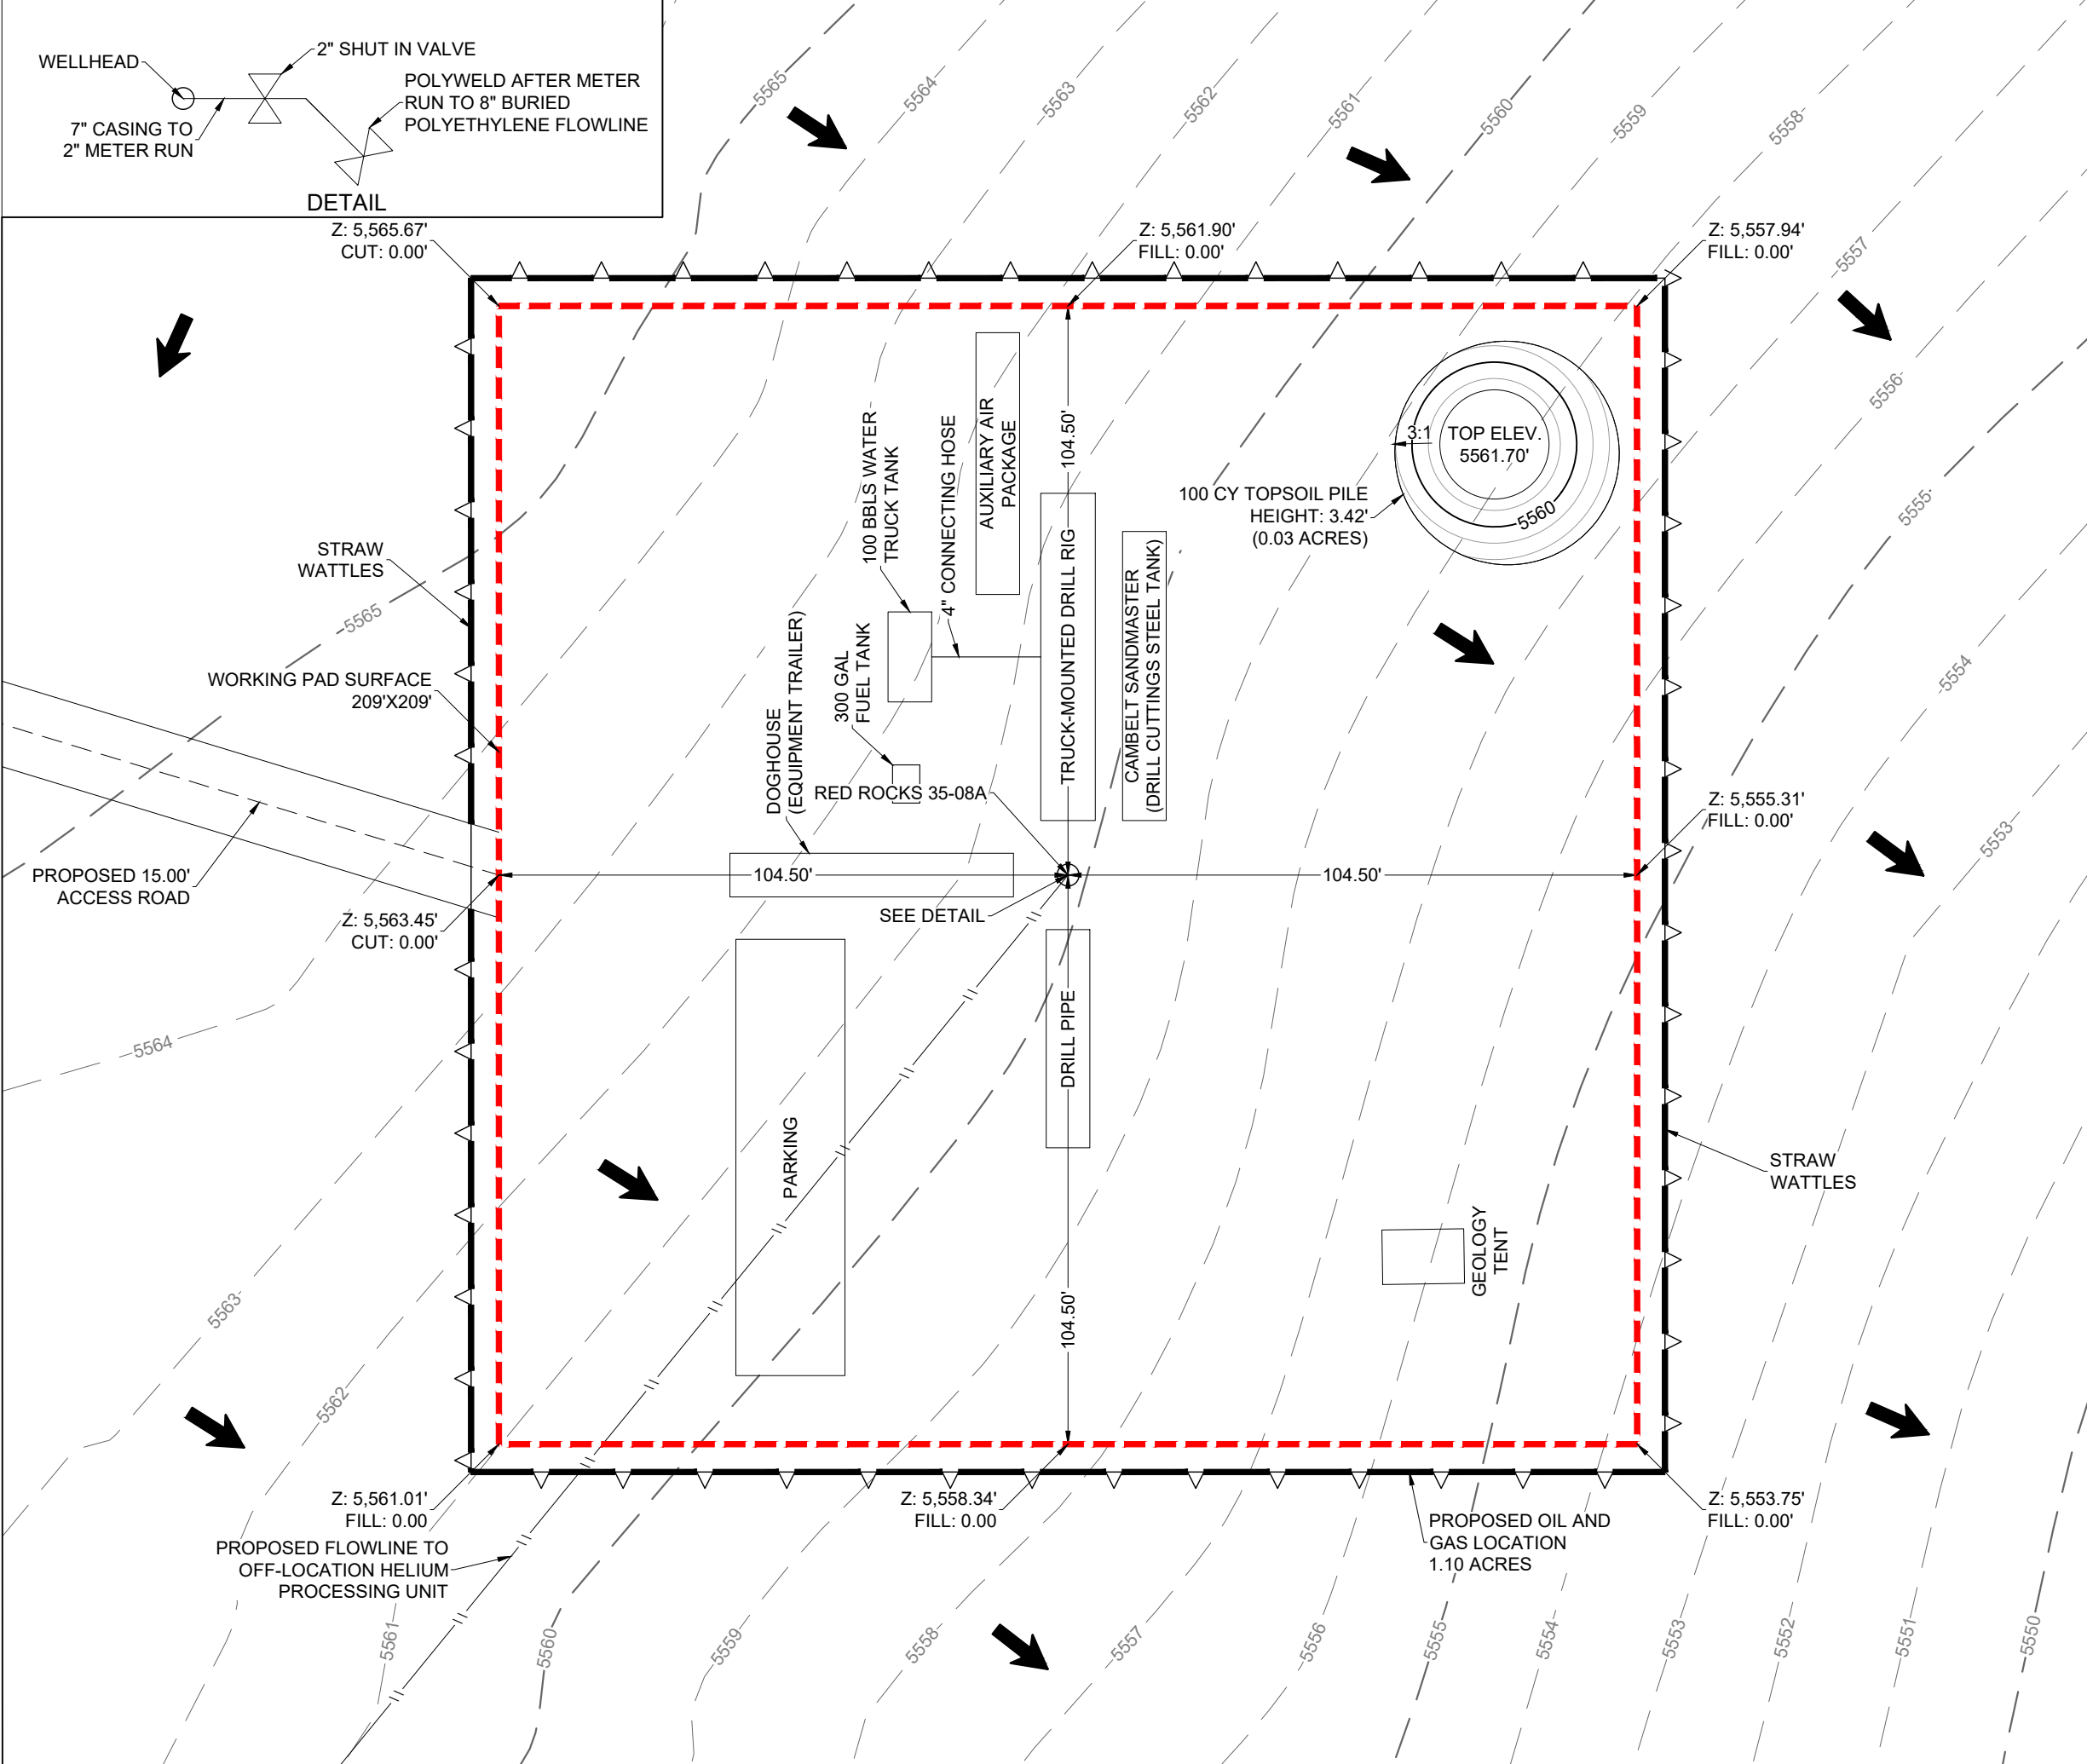 WELLHEAD
2" SHUT IN VALVE
POLYWELD AFTER METER
RUN TO 8" BURIED
POLYETHYLENE FLOWLINE
7" CASING TO
2" METER RUN
DETAIL
5565
5564
5563
5562
5561
5560
5559
5558
5557
5556
5555
5554
5553
Z: 5,565.67'
CUT: 0.00'
Z: 5,561.90'
FILL: 0.00'
Z: 5,557.94'
FILL: 0.00'
104.50'
AUXILIARY AIR
PACKAGE
100 BBLS WATER
TRUCK TANK
4" CONNECTING HOSE
3:1
TOP ELEV.
5561.70'
5560
100 CY TOPSOIL PILE
HEIGHT: 3.42'
(0.03 ACRES)
STRAW
WATTLES
5565
WORKING PAD SURFACE
209'X209'
DOGHOUSE
(EQUIPMENT TRAILER)
300 GAL
FUEL TANK
TRUCK-MOUNTED DRILL RIG
CAMBELT SANDMASTER
(DRILL CUTTINGS STEEL TANK)
RED ROCKS 35-08A
Z: 5,555.31'
FILL: 0.00'
PROPOSED 15.00'
ACCESS ROAD
104.50'
104.50'
SEE DETAIL
Z: 5,563.45'
CUT: 0.00'
5564
DRILL PIPE
PARKING
STRAW
WATTLES
GEOLOGY
TENT
104.50'
5563
5562
Z: 5,561.01'
FILL: 0.00
Z: 5,558.34'
FILL: 0.00
Z: 5,553.75'
FILL: 0.00'
PROPOSED OIL AND
GAS LOCATION
1.10 ACRES
PROPOSED FLOWLINE TO
OFF-LOCATION HELIUM
PROCESSING UNIT
5561
5560
5559
5558
5557
5556
5555
5554
5553
5552
5551
5550